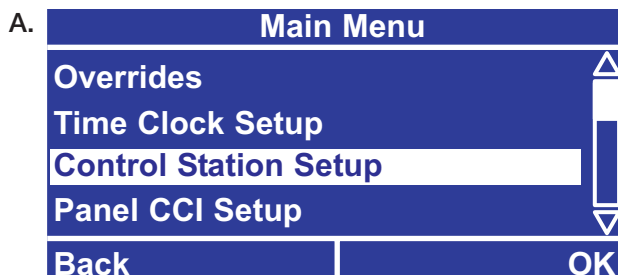 A. Main Menu
Overrides
Time Clock Setup
Control Station Setup
Panel CCI Setup
Back OK